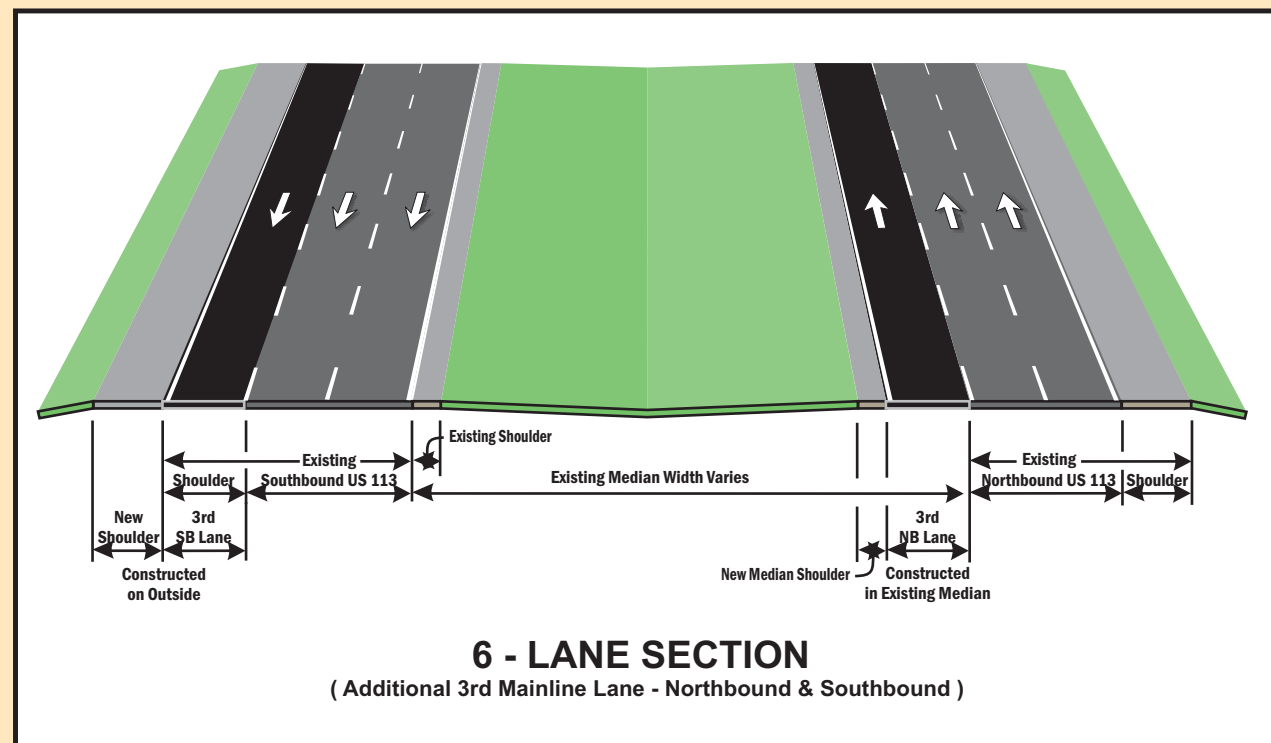 Existing Shoulder
Existing
Shoulder
Southbound US 113
Existing Median Width Varies
Existing
Northbound US 113
Shoulder
New
Shoulder
3rd
SB Lane
Constructed
on Outside
New Median Shoulder
3rd
NB Lane
Constructed
in Existing Median
6 - LANE SECTION
( Additional 3rd Mainline Lane - Northbound & Southbound )